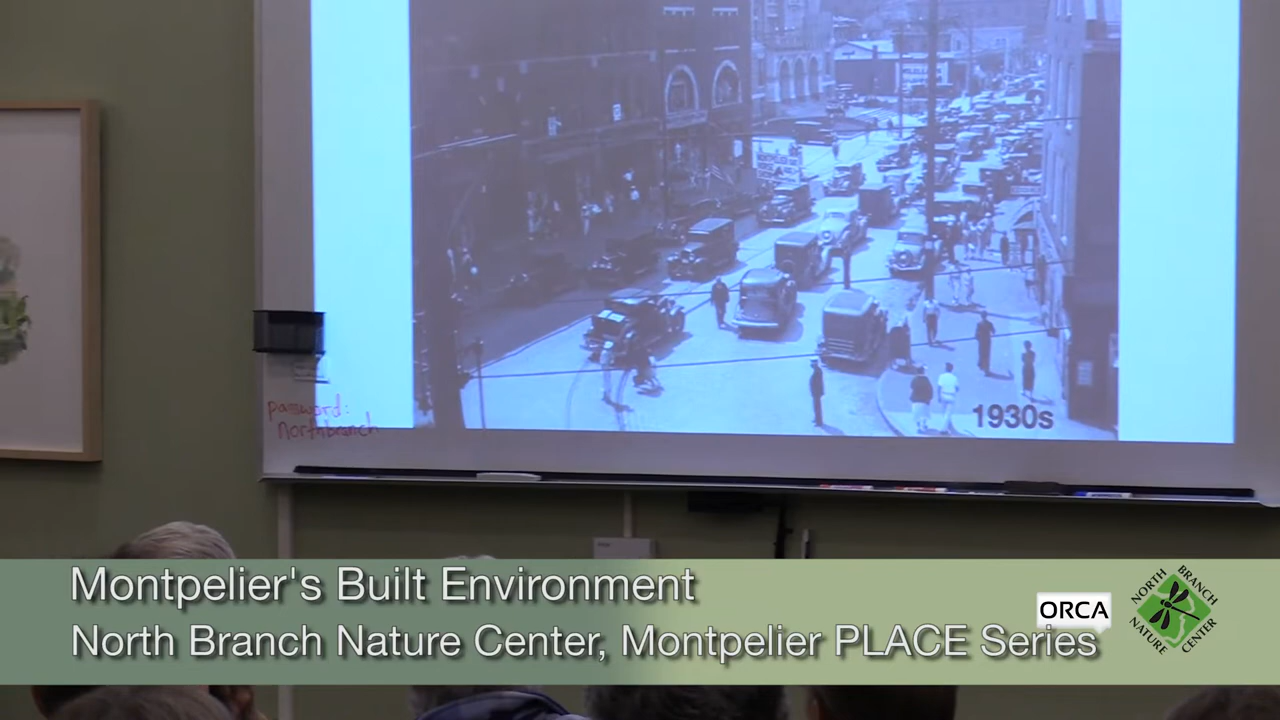 1930s
password:
Northbranch
Montpelier's Built Environment
North Branch Nature Center, Montpelier PLACE Series
ORCA
NORTH BRANCH
NATURE CENTER